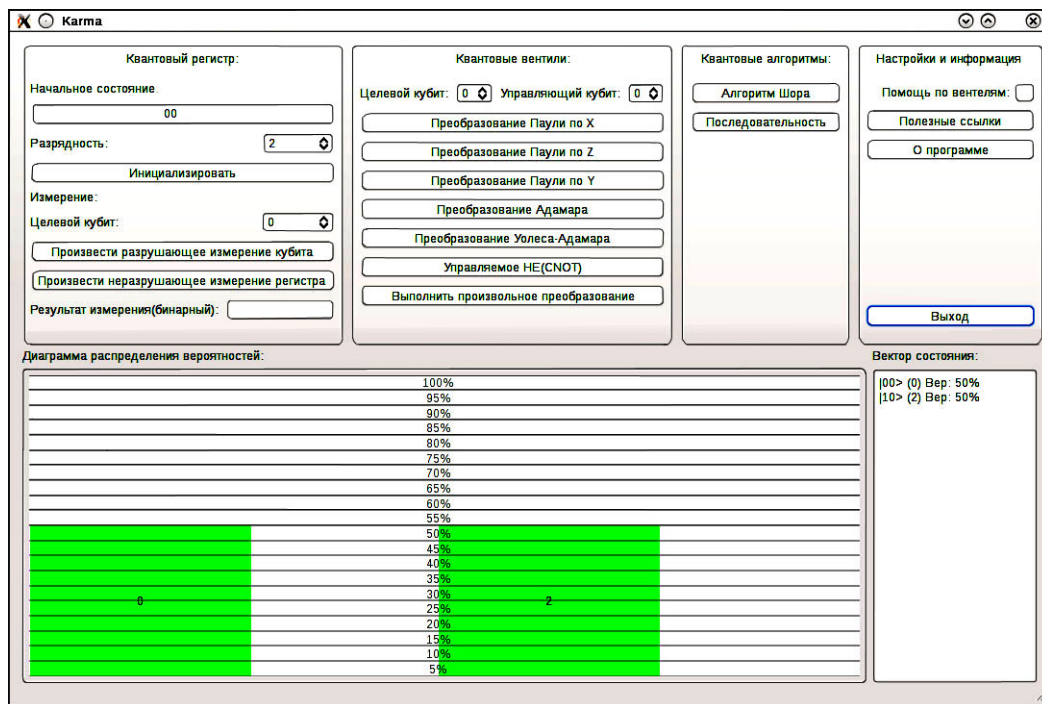 Karma
Квантовый регистр:
Начальное состояние
00
Разрядность:
2
Инициализировать
Измерение:
Целевой кубит:
0
Произвести разрушающее измерение кубита
Произвести неразрушающее измерение регистра
Результат измерения(бинарный):
Квантовые вентили:
Целевой кубит: 0 Управляющий кубит: 0
Преобразование Паули по X
Преобразование Паули по Z
Преобразование Паули по Y
Преобразование Адамара
Преобразование Уолеса-Адамара
Управляемое НЕ(CNOT)
Выполнить произвольное преобразование
Квантовые алгоритмы:
Алгоритм Шора
Последовательность
Настройки и информация
Помощь по вентелям:
Полезные ссылки
О программе
Выход
Диаграмма распределения вероятностей:
100%
95%
90%
85%
80%
75%
70%
65%
60%
55%
50%
45%
40%
35%
30%
25%
20%
15%
10%
5%
0
2
Вектор состояния:
|00> (0) Вер: 50%
|10> (2) Вер: 50%